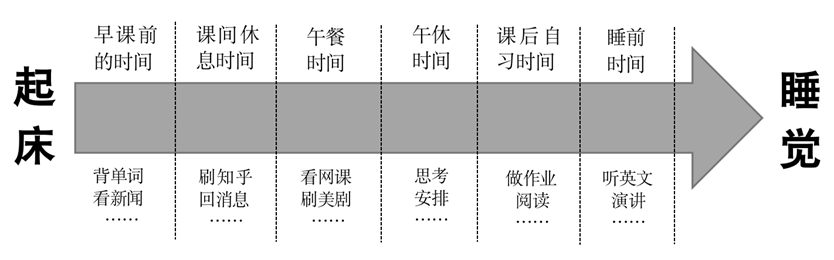 早课前
的时间
课间休
息时间
午餐
时间
午休
时间
课后自
习时间
睡前
时间
起
床
睡
觉
背单词
看新闻
……
刷知乎
回消息
……
看网课
刷美剧
……
思考
安排
……
做作业
阅读
……
听英文
演讲
……